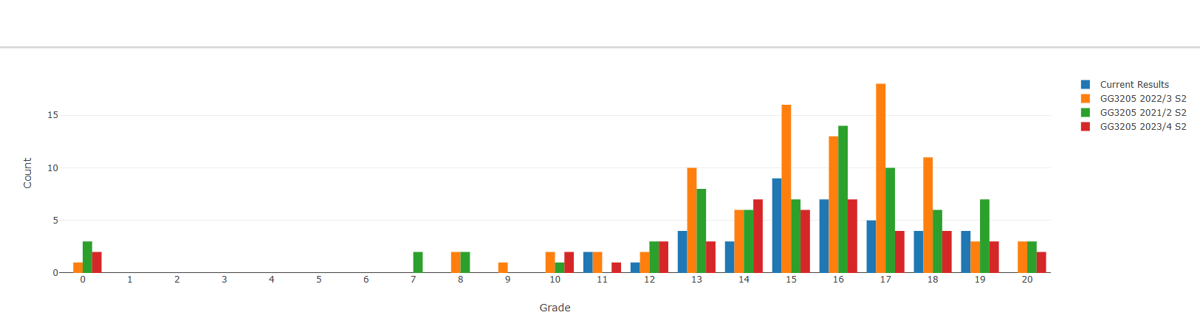 Current Results
GG3205 2022/3 S2
GG3205 2021/2 S2
GG3205 2023/4 S2
15
10
5
0
Count
0 1 2 3 4 5 6 7 8 9 10 11 12 13 14 15 16 17 18 19 20
Grade